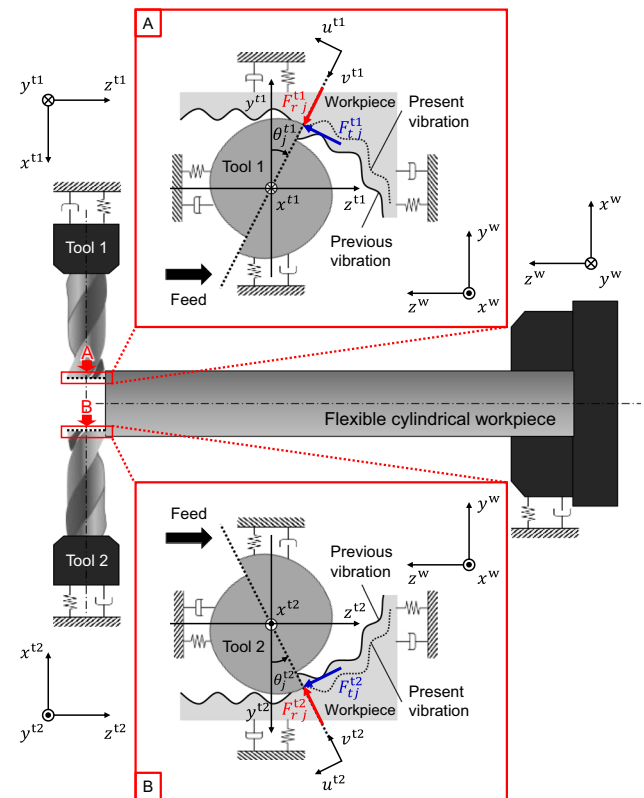 A
u^t1
v^t1
y^t1
z^t1
x^t1
y^t1
F_r j^t1
Workpiece
Present
vibration
θ_j^t1
F_t j^t1
Tool 1
x^t1
z^t1
Previous
vibration
Feed
y^w
z^w
x^w
x^w
z^w
y^w
Tool 1
A
B
Flexible cylindrical workpiece
Tool 2
x^t2
y^t2
z^t2
Feed
y^w
z^w
x^w
Previous
vibration
x^t2
z^t2
Tool 2
θ_j^t2
F_tj^t2
Present
vibration
y^t2
F_r j^t2
Workpiece
v^t2
u^t2
B